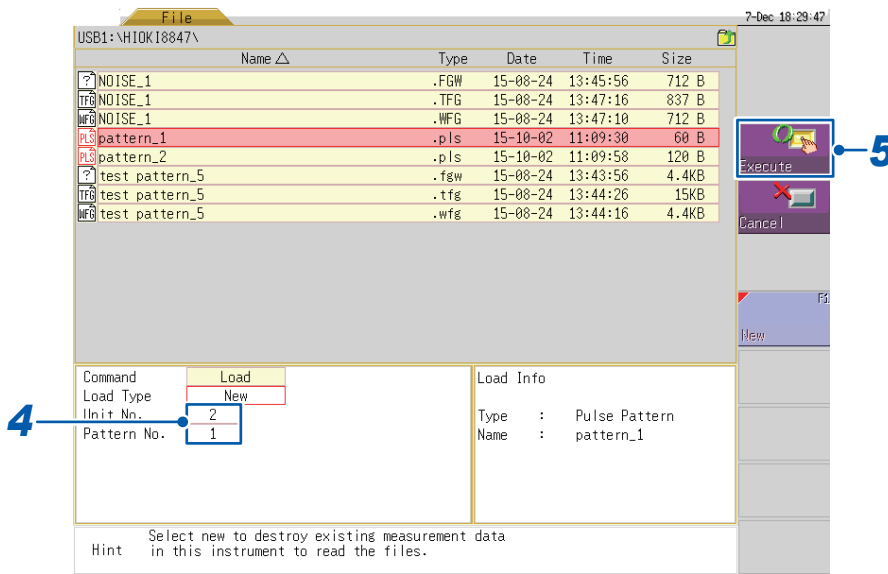 File
7-Dec 18:29:47
USB1:\HIOKI8847\
Name △ Type Date Time Size
? NOISE_1 .FGW 15-08-24 13:45:56 712 B
TFG NOISE_1 .TFG 15-08-24 13:47:16 837 B
WFG NOISE_1 .WFG 15-08-24 13:47:10 712 B
PLS pattern_1 .pls 15-10-02 11:09:30 60 B
PLS pattern_2 .pls 15-10-02 11:09:58 120 B
? test pattern_5 .fgw 15-08-24 13:43:56 4.4KB
TFG test pattern_5 .tfg 15-08-24 13:44:26 15KB
WFG test pattern_5 .wfg 15-08-24 13:44:16 4.4KB
Execute
5
Cancel
New
Command Load
Load Type New
Unit No. 2
4
Pattern No. 1
Load Info
Type : Pulse Pattern
Name : pattern_1
Hint Select new to destroy existing measurement data
in this instrument to read the files.